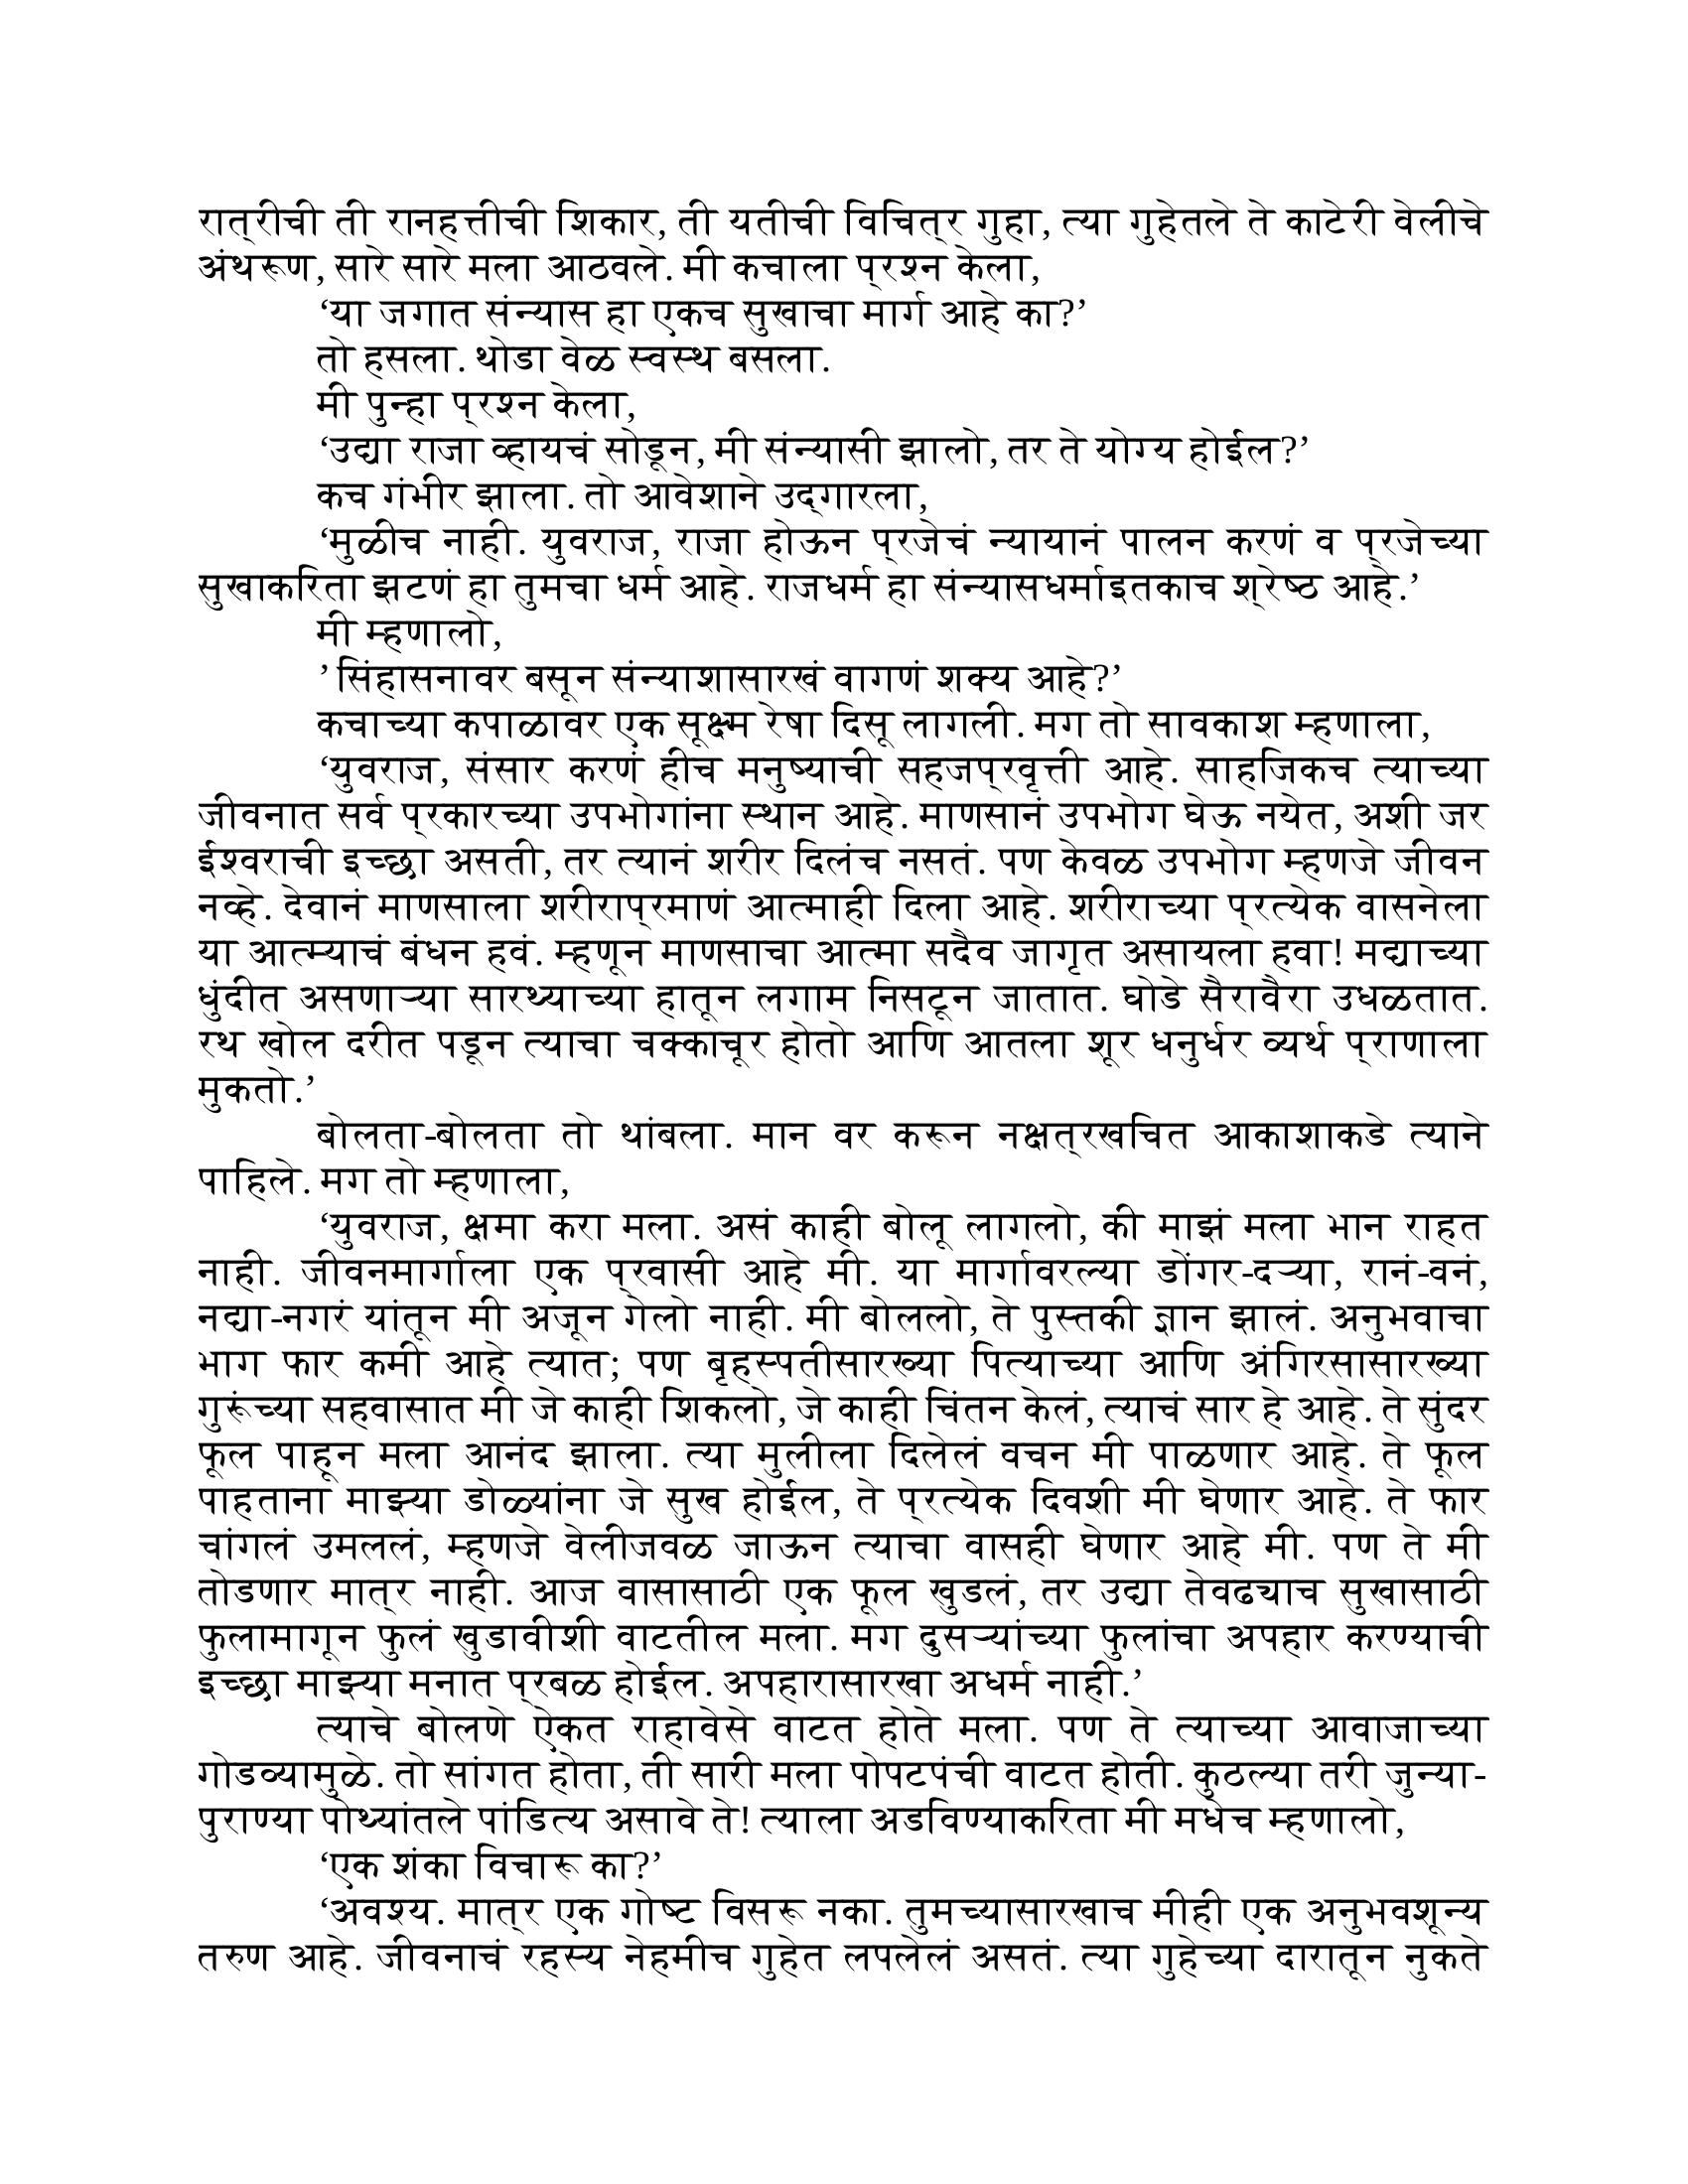 रात्रीची ती रानहत्तीची शिकार, ती यतीची विचित्र गुहा, त्या गुहेतले ते काटेरी वेलीचे
अंथरूण, सारे सारे मला आठवले. मी कचाला प्रश्न केला,
‘या जगात संन्यास हा एकच सुखाचा मार्ग आहे का?’
तो हसला. थोडा वेळ स्वस्थ बसला.
मी पुन्हा प्रश्न केला,
‘उद्या राजा व्हायचं सोडून, मी संन्यासी झालो, तर ते योग्य होईल?’
कच गंभीर झाला. तो आवेशाने उद्गारला,
‘मुळीच नाही. युवराज, राजा होऊन प्रजेचं न्यायानं पालन करणं व प्रजेच्या
सुखाकरिता झटणं हा तुमचा धर्म आहे. राजधर्म हा संन्यासधर्माइतकाच श्रेष्ठ आहे.’
मी म्हणालो,
’ सिंहासनावर बसून संन्याशासारखं वागणं शक्य आहे?’
कचाच्या कपाळावर एक सूक्ष्म रेषा दिसू लागली. मग तो सावकाश म्हणाला,
‘युवराज, संसार करणं हीच मनुष्याची सहजप्रवृत्ती आहे. साहजिकच त्याच्या
जीवनात सर्व प्रकारच्या उपभोगांना स्थान आहे. माणसानं उपभोग घेऊ नयेत, अशी जर
ईश्वराची इच्छा असती, तर त्यानं शरीर दिलंच नसतं. पण केवळ उपभोग म्हणजे जीवन
नव्हे. देवानं माणसाला शरीराप्रमाणं आत्माही दिला आहे. शरीराच्या प्रत्येक वासनेला
या आत्म्याचं बंधन हवं. म्हणून माणसाचा आत्मा सदैव जागृत असायला हवा! मद्याच्या
धुंदीत असणाऱ्या सारथ्याच्या हातून लगाम निसटून जातात. घोडे सैरावैरा उधळतात.
रथ खोल दरीत पडून त्याचा चक्काचूर होतो आणि आतला शूर धनुर्धर व्यर्थ प्राणाला
मुकतो.’
बोलता-बोलता तो थांबला. मान वर करून नक्षत्रखचित आकाशाकडे त्याने
पाहिले. मग तो म्हणाला,
‘युवराज, क्षमा करा मला. असं काही बोलू लागलो, की माझं मला भान राहत
नाही. जीवनमार्गाला एक प्रवासी आहे मी. या मार्गावरल्या डोंगर-दऱ्या, रानं-वनं,
नद्या-नगरं यांतून मी अजून गेलो नाही. मी बोललो, ते पुस्तकी ज्ञान झालं. अनुभवाचा
भाग फार कमी आहे त्यात; पण बृहस्पतीसारख्या पित्याच्या आणि अंगिरसासारख्या
गुरूंच्या सहवासात मी जे काही शिकलो, जे काही चिंतन केलं, त्याचं सार हे आहे. ते सुंदर
फूल पाहून मला आनंद झाला. त्या मुलीला दिलेलं वचन मी पाळणार आहे. ते फूल
पाहताना माझ्या डोळ्यांना जे सुख होईल, ते प्रत्येक दिवशी मी घेणार आहे. ते फार
चांगलं उमललं, म्हणजे वेलीजवळ जाऊन त्याचा वासही घेणार आहे मी. पण ते मी
तोडणार मात्र नाही. आज वासासाठी एक फूल खुडलं, तर उद्या तेवढ्याच सुखासाठी
फुलामागून फुलं खुडावीशी वाटतील मला. मग दुसऱ्यांच्या फुलांचा अपहार करण्याची
इच्छा माझ्या मनात प्रबळ होईल. अपहारासारखा अधर्म नाही.’
त्याचे बोलणे ऐकत राहावेसे वाटत होते मला. पण ते त्याच्या आवाजाच्या
गोडव्यामुळे. तो सांगत होता, ती सारी मला पोपटपंची वाटत होती. कुठल्या तरी जुन्या-
पुराण्या पोथ्यांतले पांडित्य असावे ते! त्याला अडविण्याकरिता मी मधेच म्हणालो,
‘एक शंका विचारू का?’
‘अवश्य. मात्र एक गोष्ट विसरू नका. तुमच्यासारखाच मीही एक अनुभवशून्य
तरुण आहे. जीवनाचं रहस्य नेहमीच गुहेत लपलेलं असतं. त्या गुहेच्या दारातून नुकते